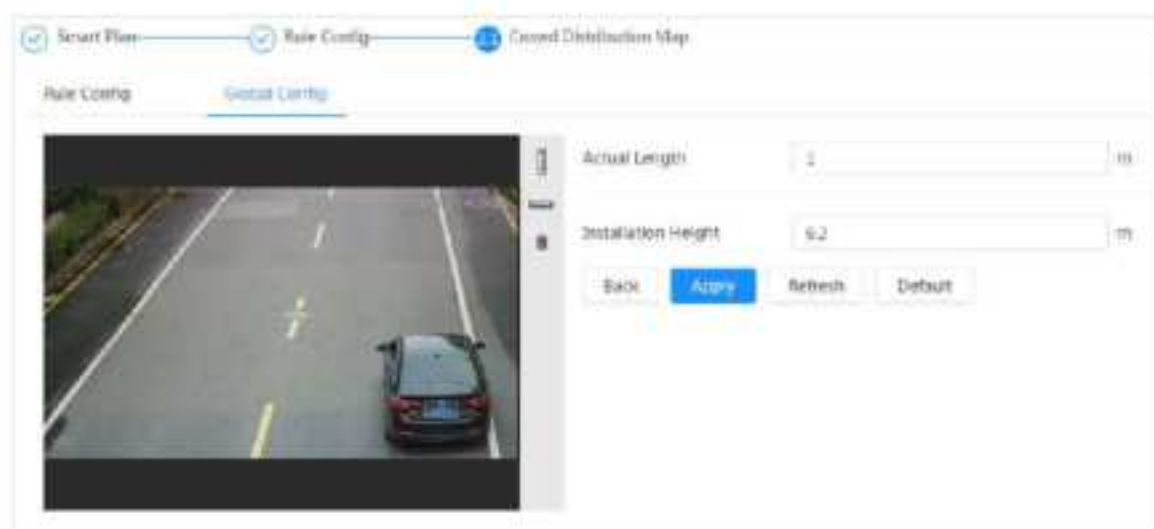 Smart Plan Rule Config Crowd Distribution Map
Rule Config Global Config
Actual Length 1 m
Installation Height 6.2 m
Back Apply Refresh Default